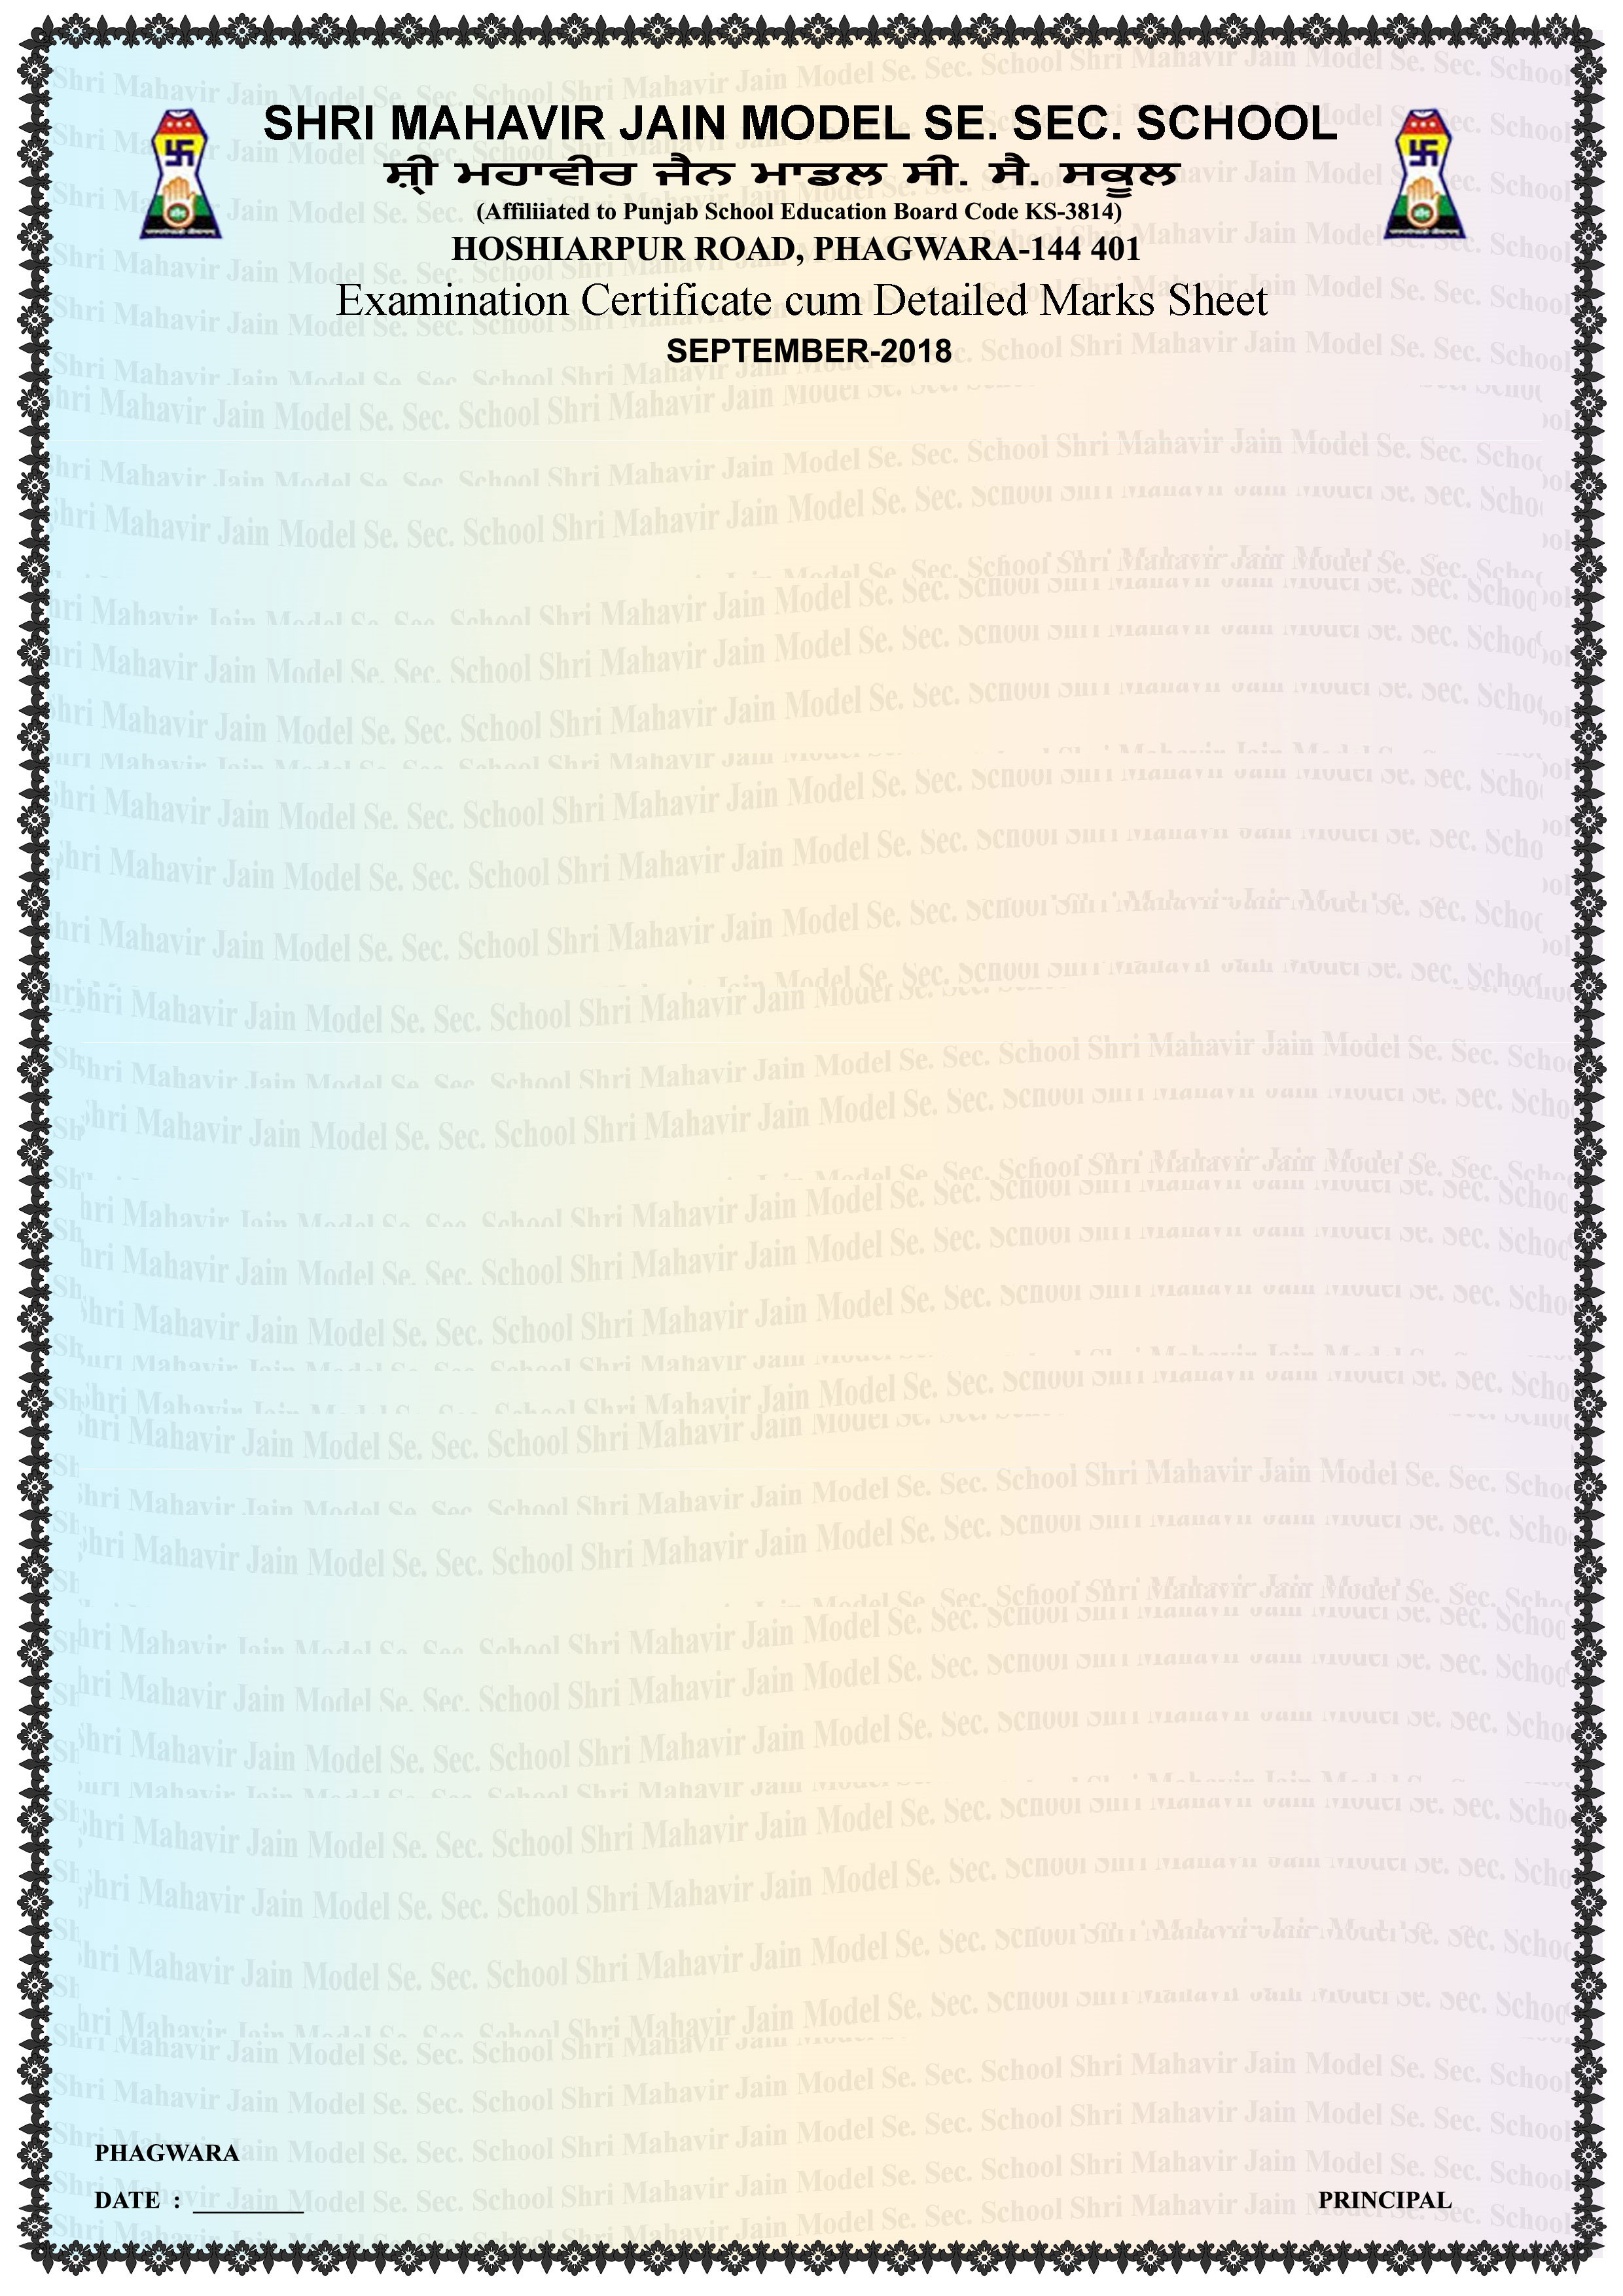 SHRI MAHAVIR JAIN MODEL SE. SEC. SCHOOL
ਸ਼੍ਰੀ ਮਹਾਵੀਰ ਜੈਨ ਮਾਡਲ ਸੀ. ਸੈ. ਸਕੂਲ
(Affiliiated to Punjab School Education Board Code KS-3814)
HOSHIARPUR ROAD, PHAGWARA-144 401
Examination Certificate cum Detailed Marks Sheet
SEPTEMBER-2018
PHAGWARA
DATE : _________
PRINCIPAL